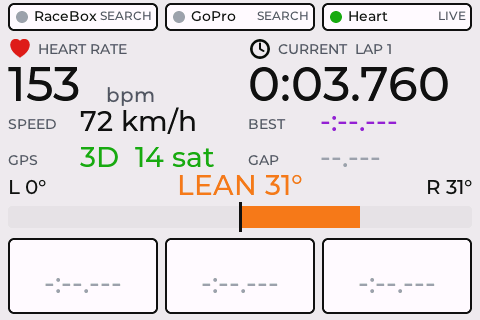 RaceBox SEARCH GoPro SEARCH Heart LIVE
HEART RATE CURRENT LAP 1
153 bpm 0:03.760
SPEED 72 km/h BEST -:--.---
GPS 3D 14 sat GAP --.---
L 0° LEAN 31° R 31°
-:--.--- -:--.--- -:--.---